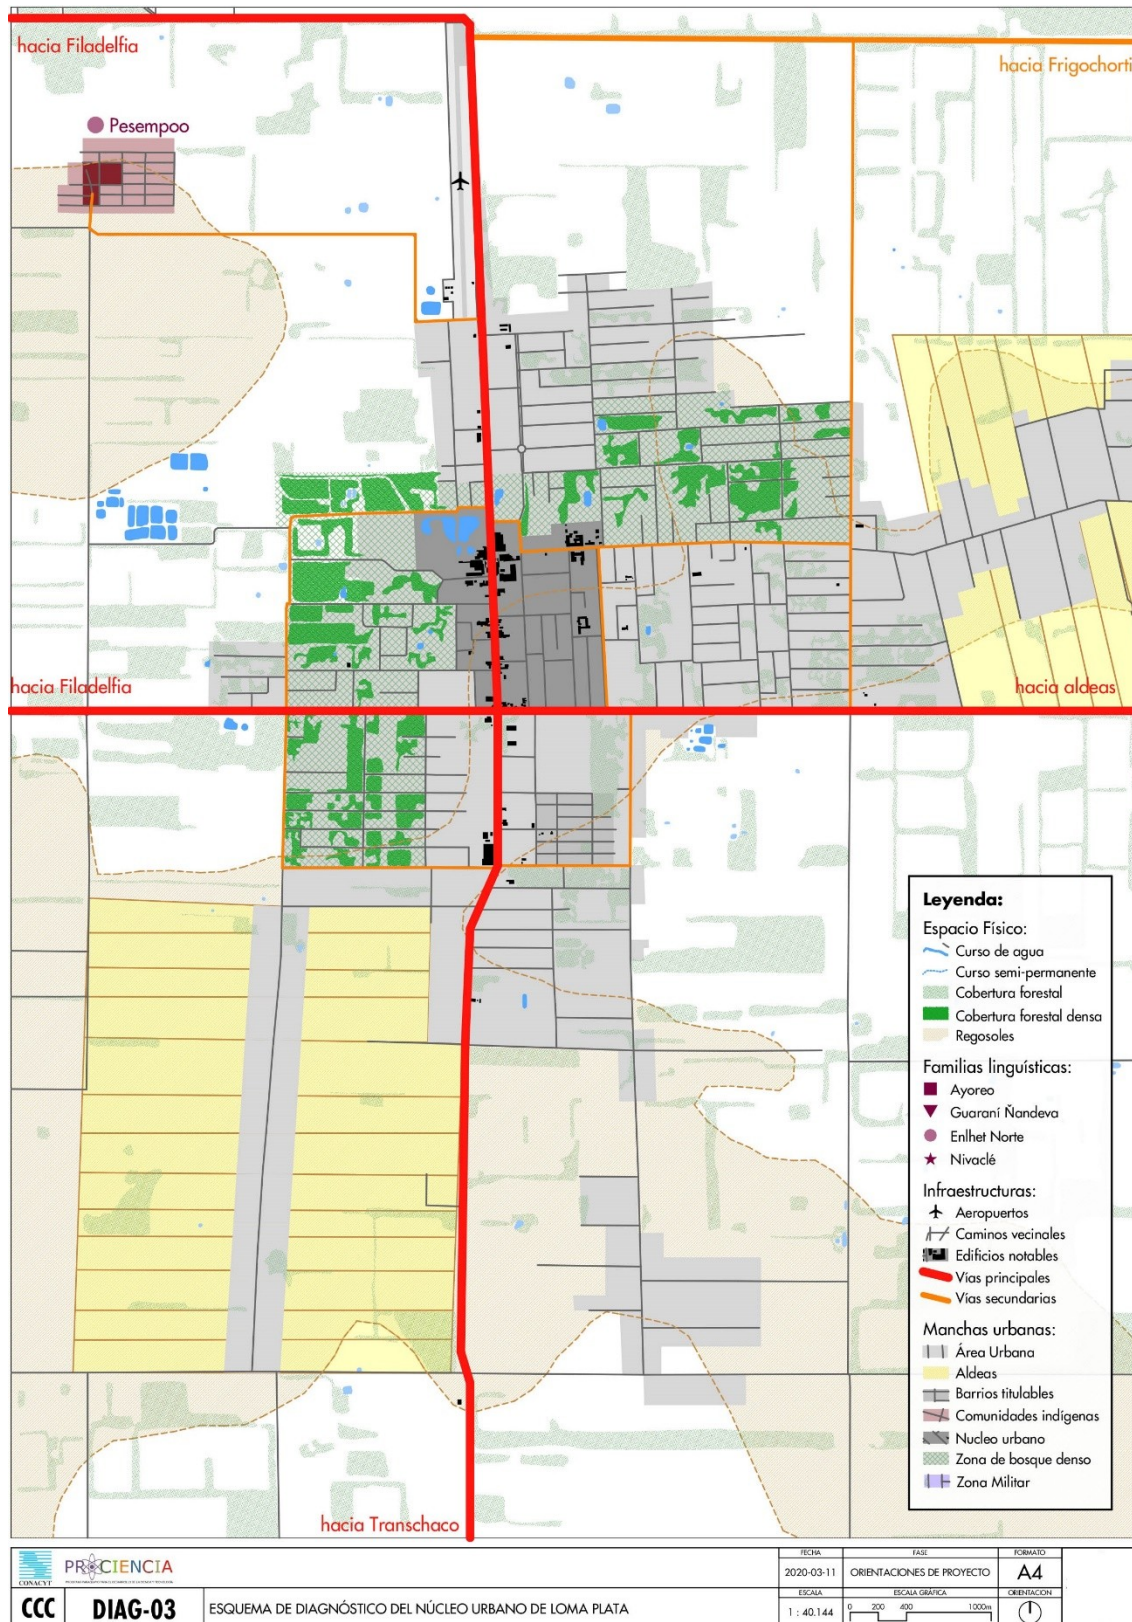 hacia Filadelfia
hacia Frigochorti
Pesempoo
hacia Filadelfia
hacia aldeas
hacia Transchaco
Leyenda:
Espacio Físico:
Curso de agua
Curso semi-permanente
Cobertura forestal
Cobertura forestal densa
Regosoles
Familias linguísticas:
Ayoreo
Guaraní Ñandeva
Enlhet Norte
Nivaclé
Infraestructuras:
Aeropuertos
Caminos vecinales
Edificios notables
Vías principales
Vías secundarias
Manchas urbanas:
Área Urbana
Aldeas
Barrios titulables
Comunidades indígenas
Nucleo urbano
Zona de bosque denso
Zona Militar
CONACYT
PROCIENCIA
CCC
DIAG-03
ESQUEMA DE DIAGNÓSTICO DEL NÚCLEO URBANO DE LOMA PLATA
FECHA
2020-03-11
FASE
ORIENTACIONES DE PROYECTO
FORMATO
A4
ESCALA
1 : 40.144
ESCALA GRÁFICA
0 200 400 1000m
ORIENTACION